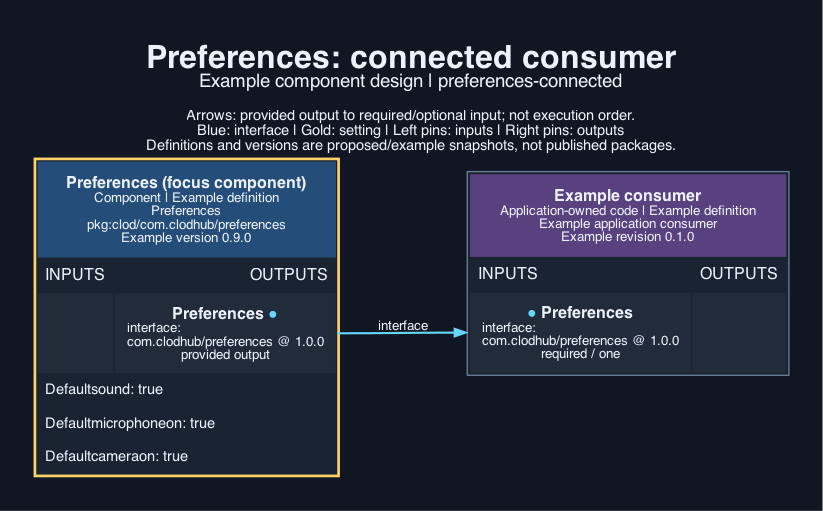 Preferences: connected consumer
Example component design | preferences-connected
Arrows: provided output to required/optional input; not execution order.
Blue: interface | Gold: setting | Left pins: inputs | Right pins: outputs
Definitions and versions are proposed/example snapshots, not published packages.
Preferences (focus component)
Component | Example definition
Preferences
pkg:clod/com.clodhub/preferences
Example version 0.9.0
INPUTS
OUTPUTS
Preferences
interface:
com.clodhub/preferences @ 1.0.0
provided output
Defaultsound: true
Defaultmicrophoneon: true
Defaultcameraon: true
interface
Example consumer
Application-owned code | Example definition
Example application consumer
Example revision 0.1.0
INPUTS
OUTPUTS
Preferences
interface:
com.clodhub/preferences @ 1.0.0
required / one